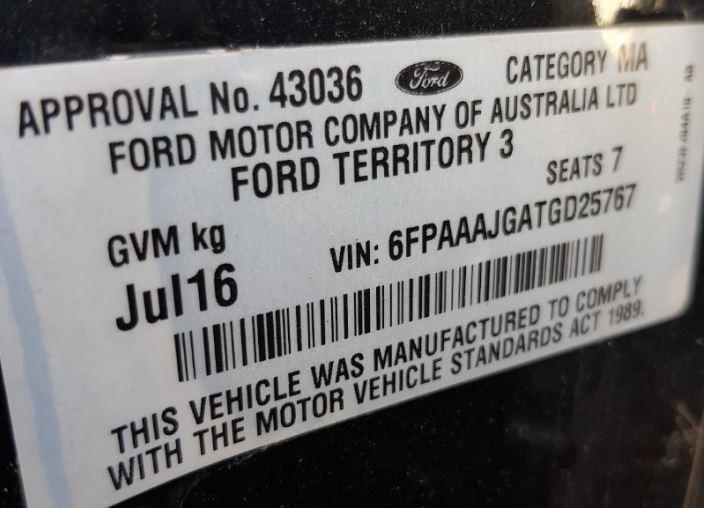 APPROVAL No. 43036 Ford CATEGORY MA
FORD MOTOR COMPANY OF AUSTRALIA LTD
FORD TERRITORY 3
SEATS 7
GVM kg
VIN: 6FPAAAJGATGD25767
Jul16
THIS VEHICLE WAS MANUFACTURED TO COMPLY
WITH THE MOTOR VEHICLE STANDARDS ACT 1989.